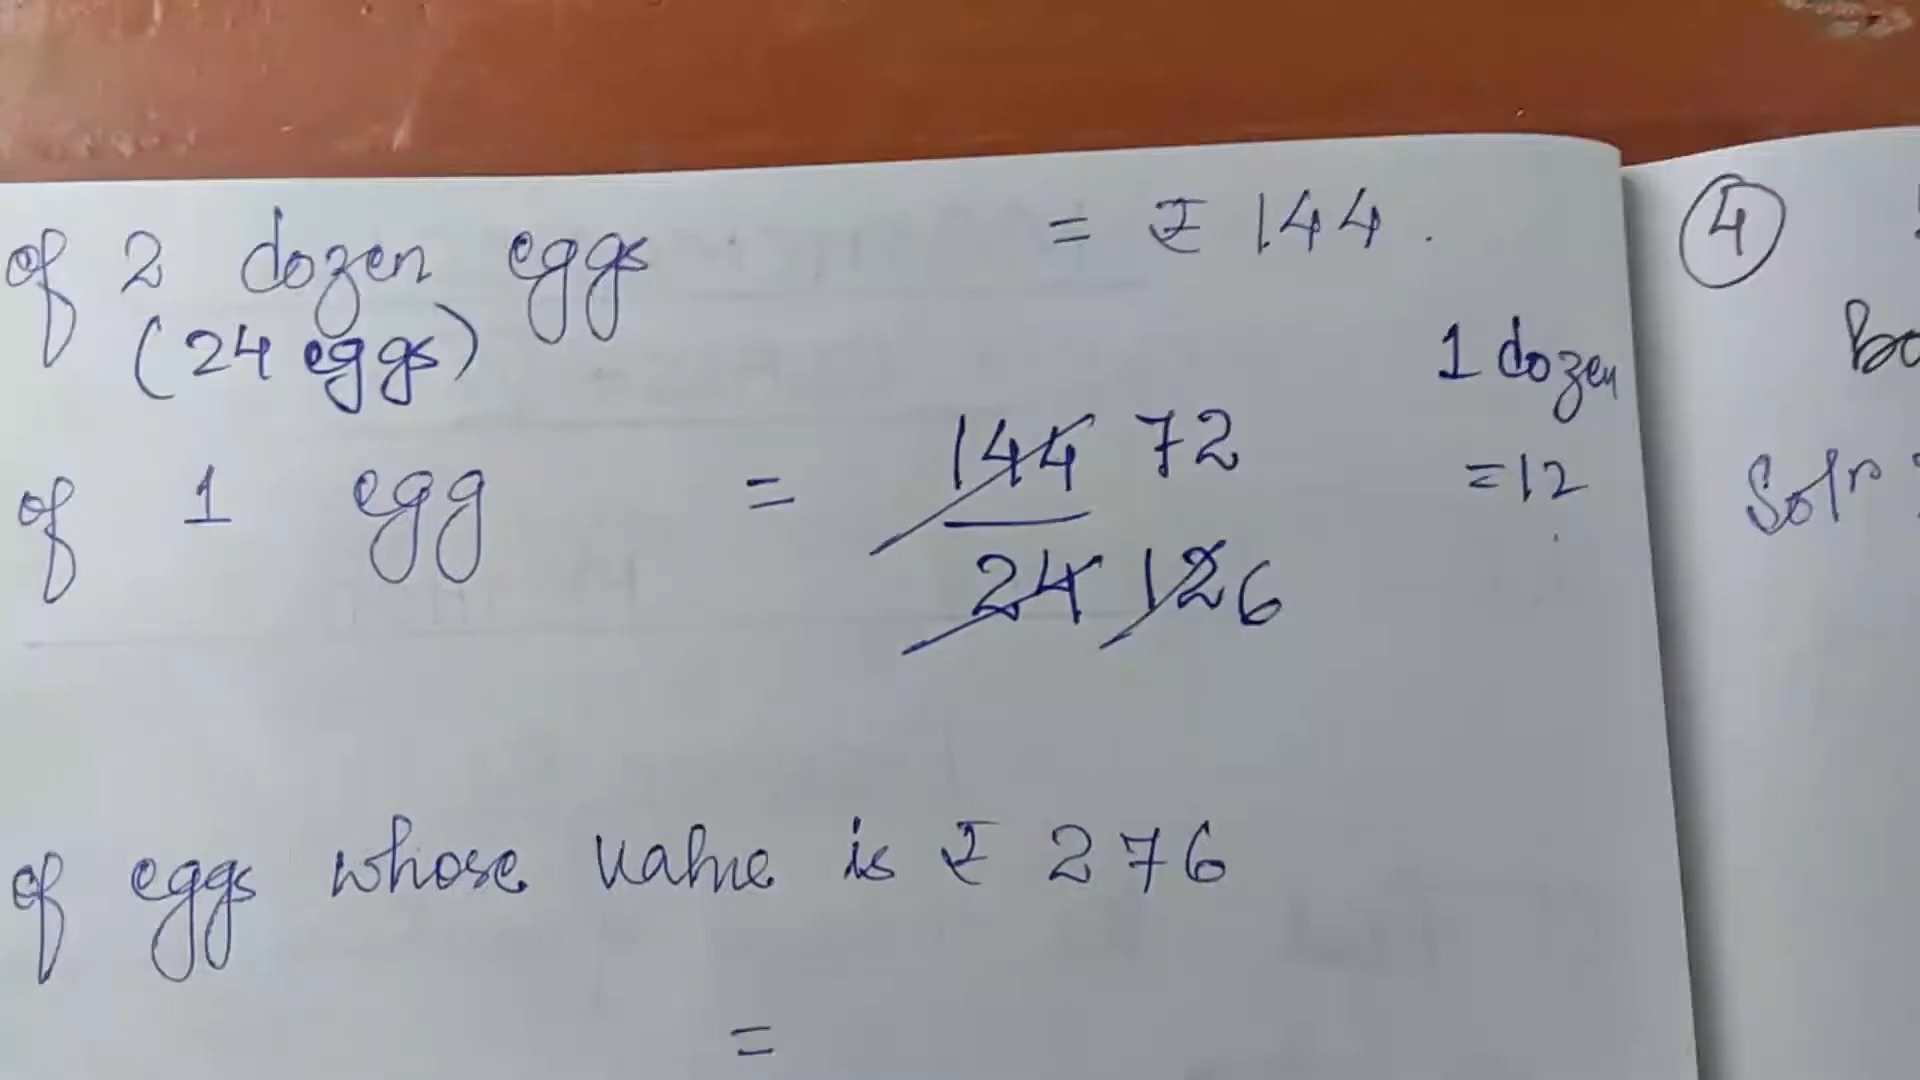 of 2 dozen eggs = ₹ 144.
(24 eggs)
1 dozen
= 12
of 1 egg = 144 72
24 12 6
of eggs whose value is ₹ 276
=
4
Soln